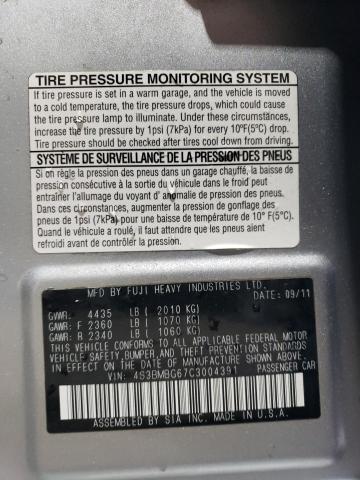 TIRE PRESSURE MONITORING SYSTEM
If tire pressure is set in a warm garage, and the vehicle is moved
to a cold temperature, the tire pressure drops, which could cause
the tire pressure lamp to illuminate. Under these circumstances,
increase the tire pressure by 1psi (7kPa) for every 10°F(5°C) drop.
Tire pressure should be checked after tires cool down from driving.
SYSTÈME DE SURVEILLANCE DE LA PRESSION DES PNEUS
Si on règle la pression des pneus dans un garage chauffé, la baisse de
pression consécutive à la sortie du véhicule dans le froid peut
entraîner l'allumage du voyant d' anomalie de pression des pneus.
Dans ces circonstances, augmenter la pression de gonflage des
pneus de 1psi (7kPa) pour une baisse de température de 10° F(5°C).
Quand le véhicule a roulé, il faut attendre que les pneus aient
refroidi avant de contrôler la pression.
MFD BY FUJI HEAVY INDUSTRIES LTD.
DATE: 09/11
GVWR: 4435 LB ( 2010 KG)
GAWR: F 2360 LB ( 1070 KG)
GAWR: R 2340 LB ( 1060 KG)
THIS VEHICLE CONFORMS TO ALL APPLICABLE FEDERAL MOTOR
VEHICLE SAFETY, BUMPER, AND THEFT PREVENTION STANDARDS
IN EFFECT ON THE DATE OF MANUFACTURE SHOWN ABOVE.
VIN: 4S3BMBG67C3004391 PASSENGER CAR
ASSEMBLED BY SIA INC. MADE IN U.S.A.